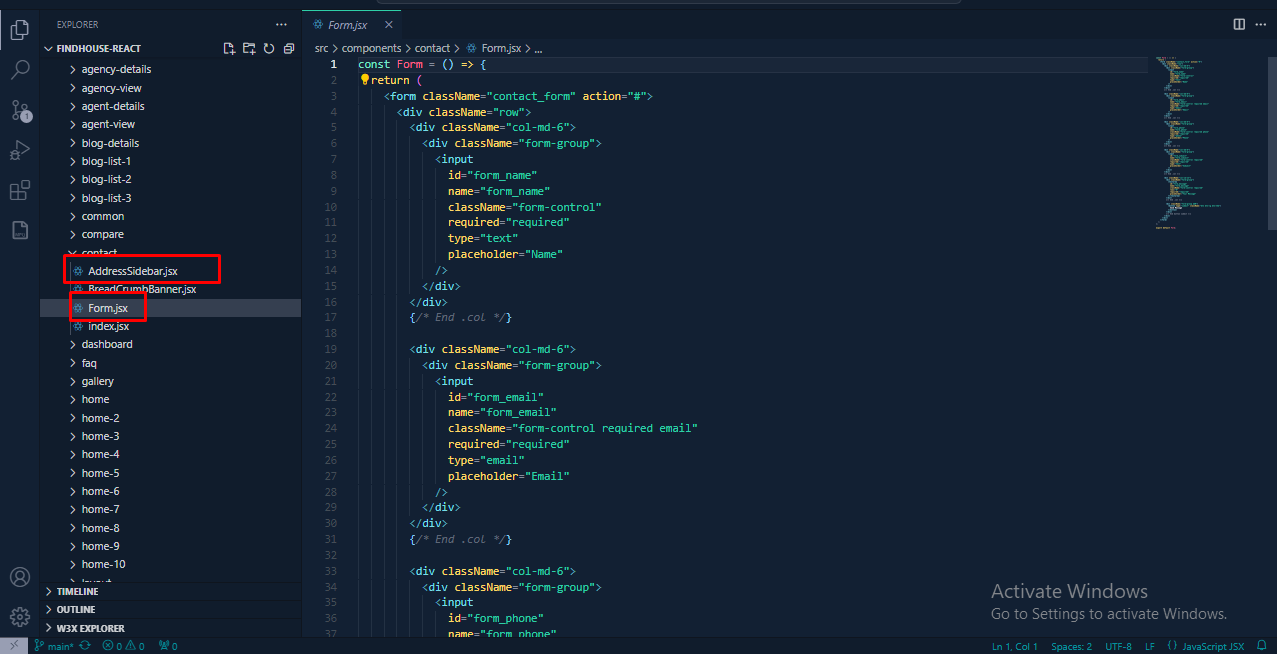 EXPLORER
FINDHOUSE-REACT
agency-details
agency-view
agent-details
agent-view
blog-details
blog-list-1
blog-list-2
blog-list-3
common
compare
contact
AddressSidebar.jsx
BreadCrumbBanner.jsx
Form.jsx
index.jsx
dashboard
faq
gallery
home
home-2
home-3
home-4
home-5
home-6
home-7
home-8
home-9
home-10
layout
TIMELINE
OUTLINE
W3X EXPLORER
1
Form.jsx
src > components > contact > Form.jsx > ...
1 const Form = () => {
2 return (
3 <form className="contact_form" action="#">
4 <div className="row">
5 <div className="col-md-6">
6 <div className="form-group">
7 <input
8 id="form_name"
9 name="form_name"
10 className="form-control"
11 required="required"
12 type="text"
13 placeholder="Name"
14 />
15 </div>
16 </div>
17 {/* End .col */}
18
19 <div className="col-md-6">
20 <div className="form-group">
21 <input
22 id="form_email"
23 name="form_email"
24 className="form-control required email"
25 required="required"
26 type="email"
27 placeholder="Email"
28 />
29 </div>
30 </div>
31 {/* End .col */}
32
33 <div className="col-md-6">
34 <div className="form-group">
35 <input
36 id="form_phone"
37 name="form_phone"
Activate Windows
Go to Settings to activate Windows.
main* 0 0 0
Ln 1, Col 1 Spaces: 2 UTF-8 LF {} JavaScript JSX